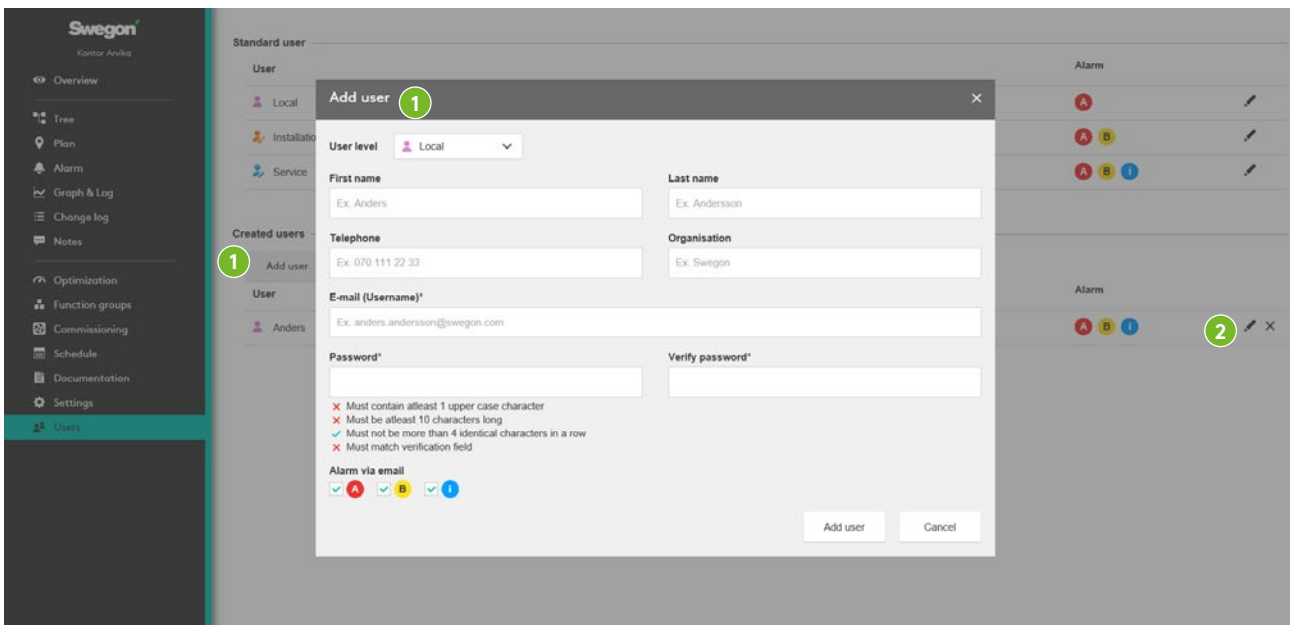 Swegon
Kontor Arvika
Overview
Tree
Plan
Alarm
Graph & Log
Change log
Notes
Optimization
Function groups
Commissioning
Schedule
Documentation
Settings
Users
Standard user
User Alarm
Local A
Installatio A B
Service A B i
Created users
1 Add user
User Alarm
Anders A B i 2
Add user 1
User level Local
First name Last name
Ex. Anders Ex. Andersson
Telephone Organisation
Ex. 070 111 22 33 Ex. Swegon
E-mail (Username)*
Ex. anders.andersson@swegon.com
Password* Verify password*
Must contain atleast 1 upper case character
Must be atleast 10 characters long
Must not be more than 4 identical characters in a row
Must match verification field
Alarm via email
A B i
Add user Cancel